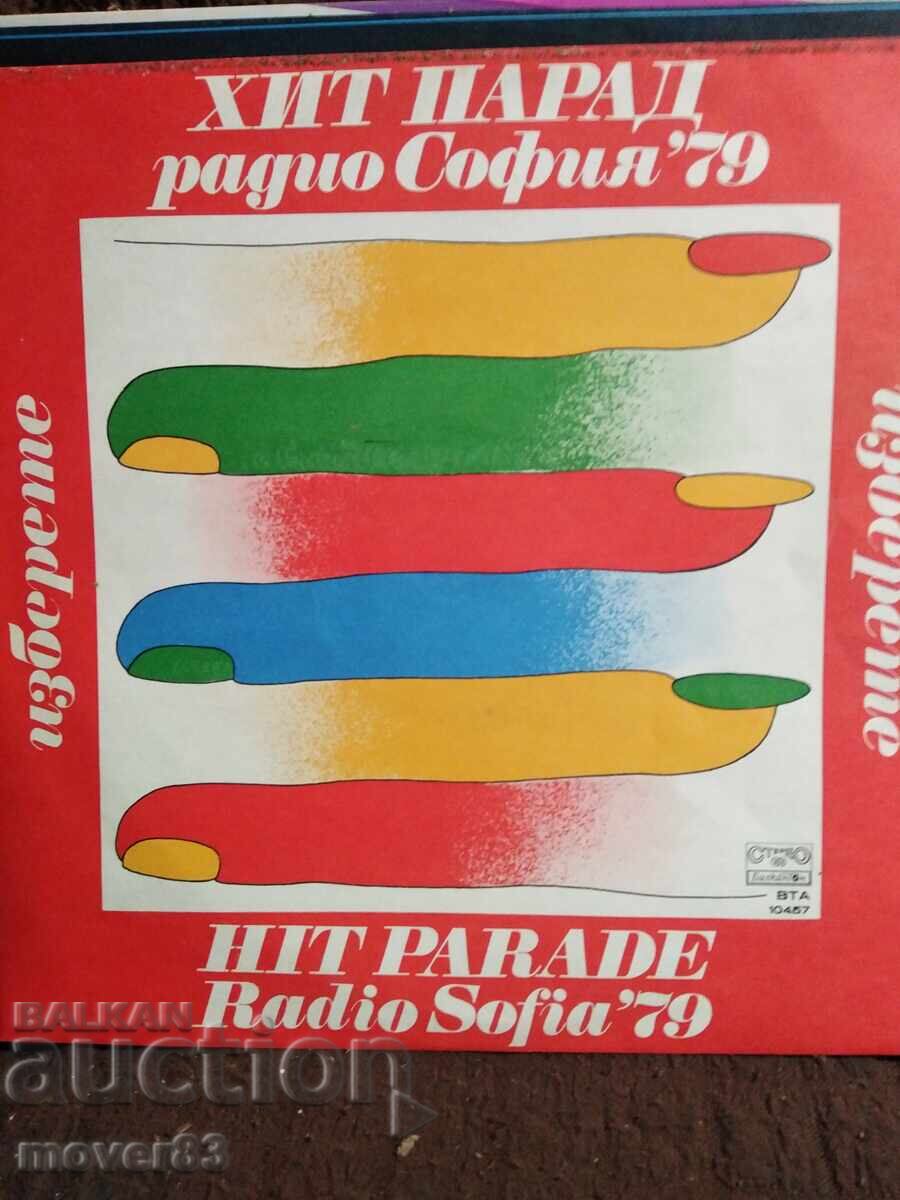 ХИТ ПАРАД
радио София '79
изберете
изберете
СТЕРЕО
Балкантон
ВТА
10457
HIT PARADE
Radio Sofia '79
BALKAN
auction
mover83